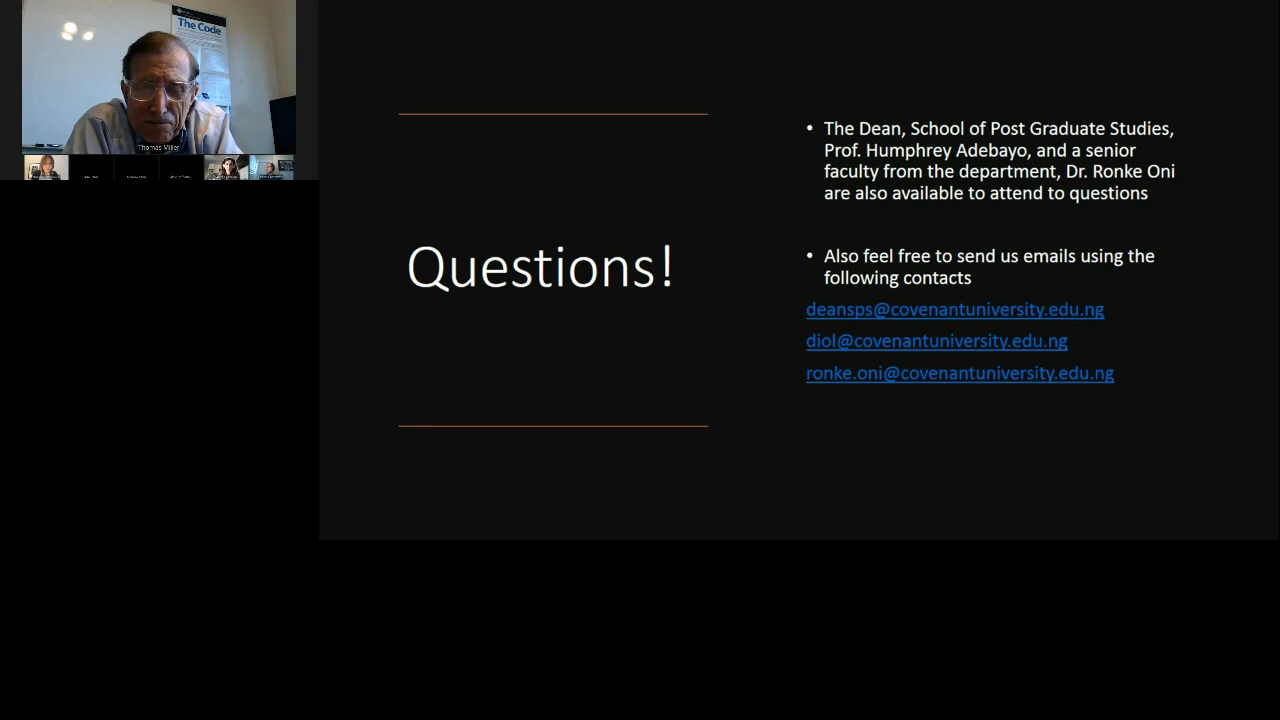 The Code
Thomas Miller
Questions!
• The Dean, School of Post Graduate Studies,
Prof. Humphrey Adebayo, and a senior
faculty from the department, Dr. Ronke Oni
are also available to attend to questions
• Also feel free to send us emails using the
following contacts
deansps@covenantuniversity.edu.ng
diol@covenantuniversity.edu.ng
ronke.oni@covenantuniversity.edu.ng